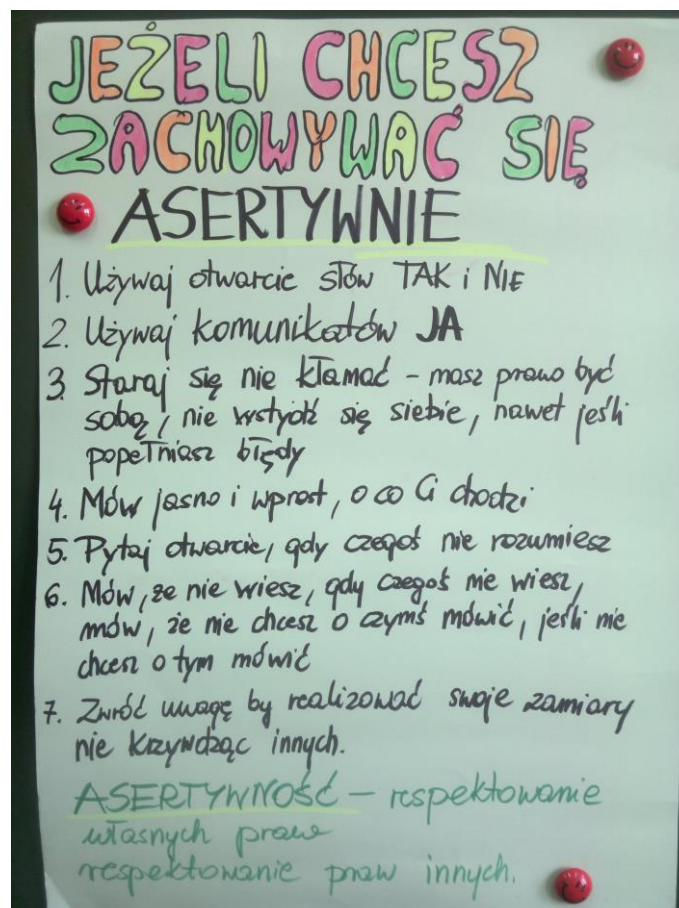 JEŻELI CHCESZ
ZACHOWYWAĆ SIĘ
ASERTYWNIE
1. Używaj otwarcie słów TAK i NIE
2. Używaj komunikatów JA
3. Staraj się nie kłamać – masz prawo być
sobą, nie wstydź się siebie, nawet jeśli
popełniasz błędy
4. Mów jasno i wprost, o co Ci chodzi
5. Pytaj otwarcie, gdy czegoś nie rozumiesz
6. Mów, że nie wiesz, gdy czegoś nie wiesz,
mów, że nie chcesz o czymś mówić, jeśli nie
chcesz o tym mówić
7. Zwróć uwagę by realizować swoje zamiary
nie krzywdząc innych.
ASERTYWNOŚĆ – respektowanie
własnych praw
respektowanie praw innych.